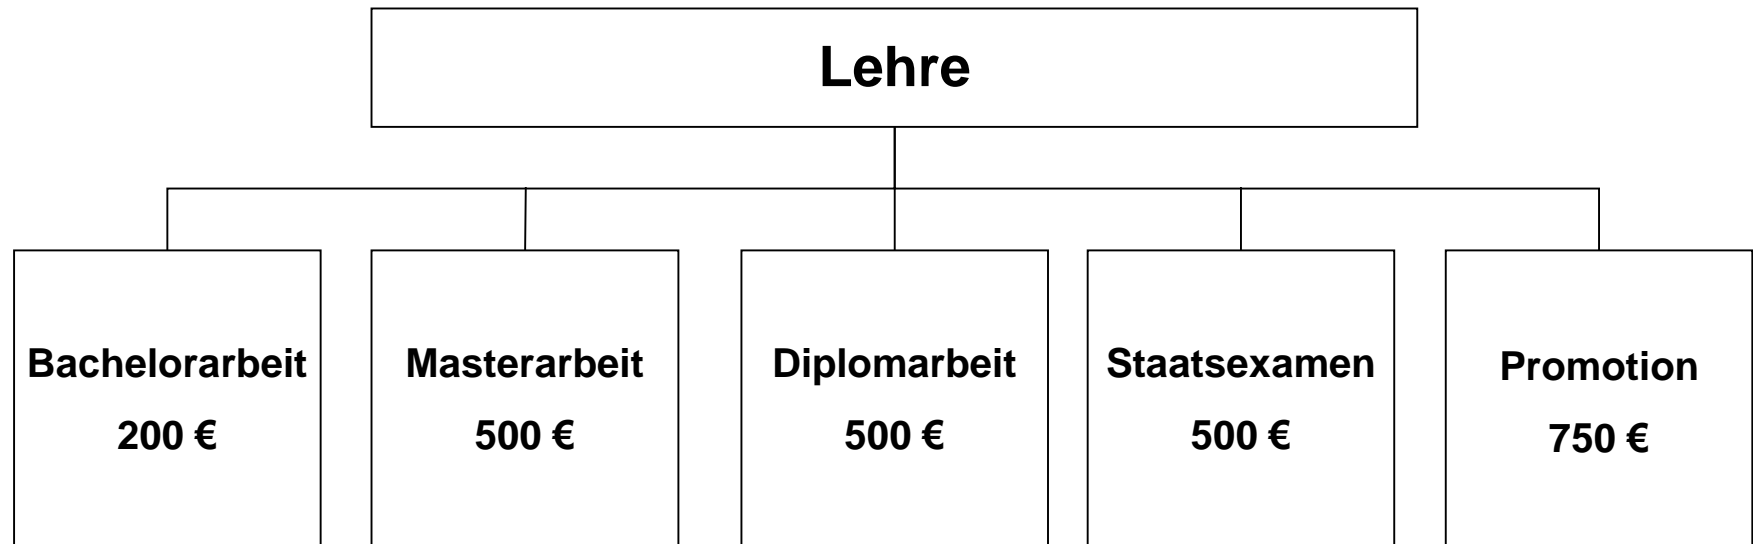 Lehre
Bachelorarbeit
200 €
Masterarbeit
500 €
Diplomarbeit
500 €
Staatsexamen
500 €
Promotion
750 €